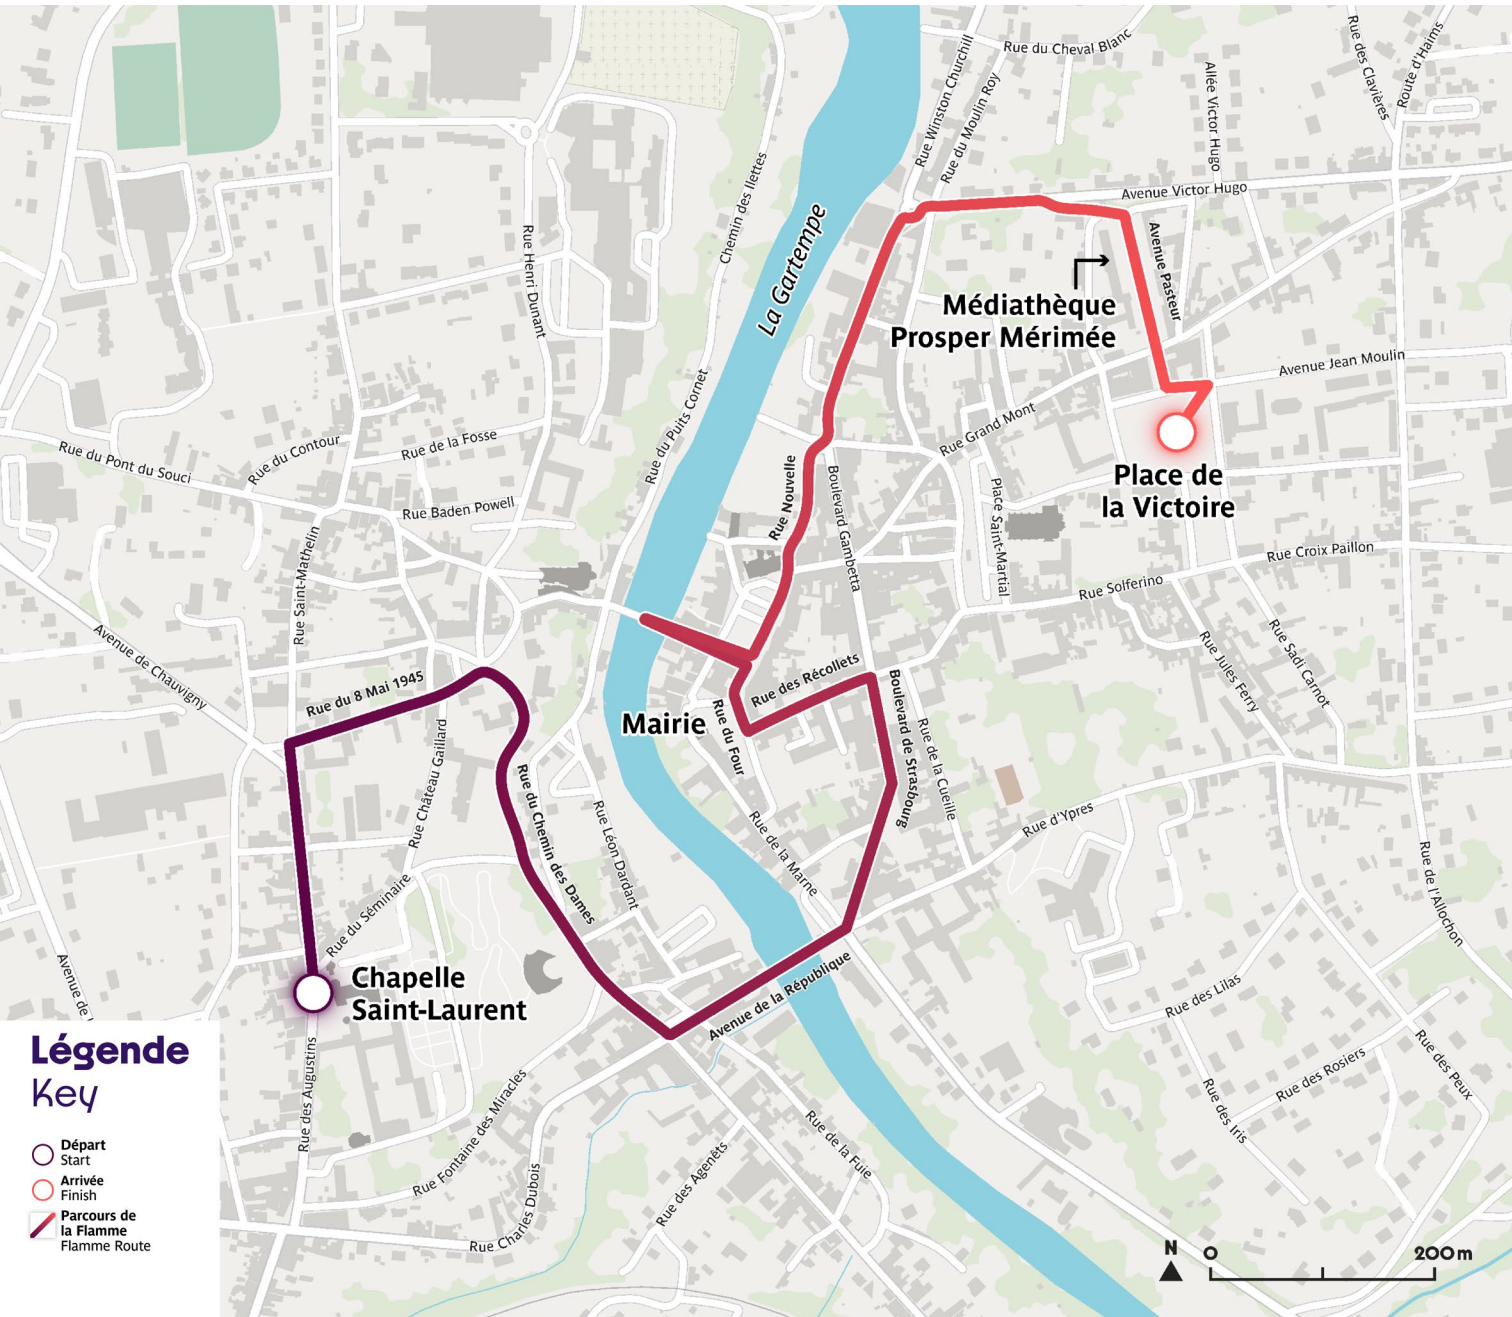 Rue du Cheval Blanc
Rue des Clavières
Route d'Haims
Rue Winston Churchill
Rue du Moulin Roy
Allée Victor Hugo
Avenue Victor Hugo
Chemin des Ilettes
La Gartempe
Rue Henri Dunant
Avenue Pasteur
Médiathèque
Prosper Mérimée
Avenue Jean Moulin
Rue du Puits Cornet
Rue Grand Mont
Rue du Pont du Souci
Rue du Contour
Rue de la Fosse
Place de
la Victoire
Rue Nouvelle
Boulevard Gambetta
Place Saint-Martial
Rue Baden Powell
Rue Saint-Mathelin
Rue Croix Paillon
Rue Solferino
Avenue de Chauvigny
Rue du 8 Mai 1945
Rue des Récollets
Rue Jules Ferry
Rue Sadi Carnot
Mairie
Rue du Four
Boulevard de Strasbourg
Rue de la Cueille
Rue Château Gaillard
Rue du Chemin des Dames
Rue Léon Dardant
Rue de la Marne
Rue d'Ypres
Rue de l'Allochon
Rue du Séminaire
Chapelle
Saint-Laurent
Avenue de L
Avenue de la République
Rue des Lilas
Rue des Rosiers
Rue des Peux
Rue des Iris
Rue des Augustins
Rue Fontaine des Miracles
Rue de la Fuie
Rue des Agenêts
Rue Charles Dubois
Légende
Key
Départ
Start
Arrivée
Finish
Parcours de
la Flamme
Flamme Route
N 0 200 m